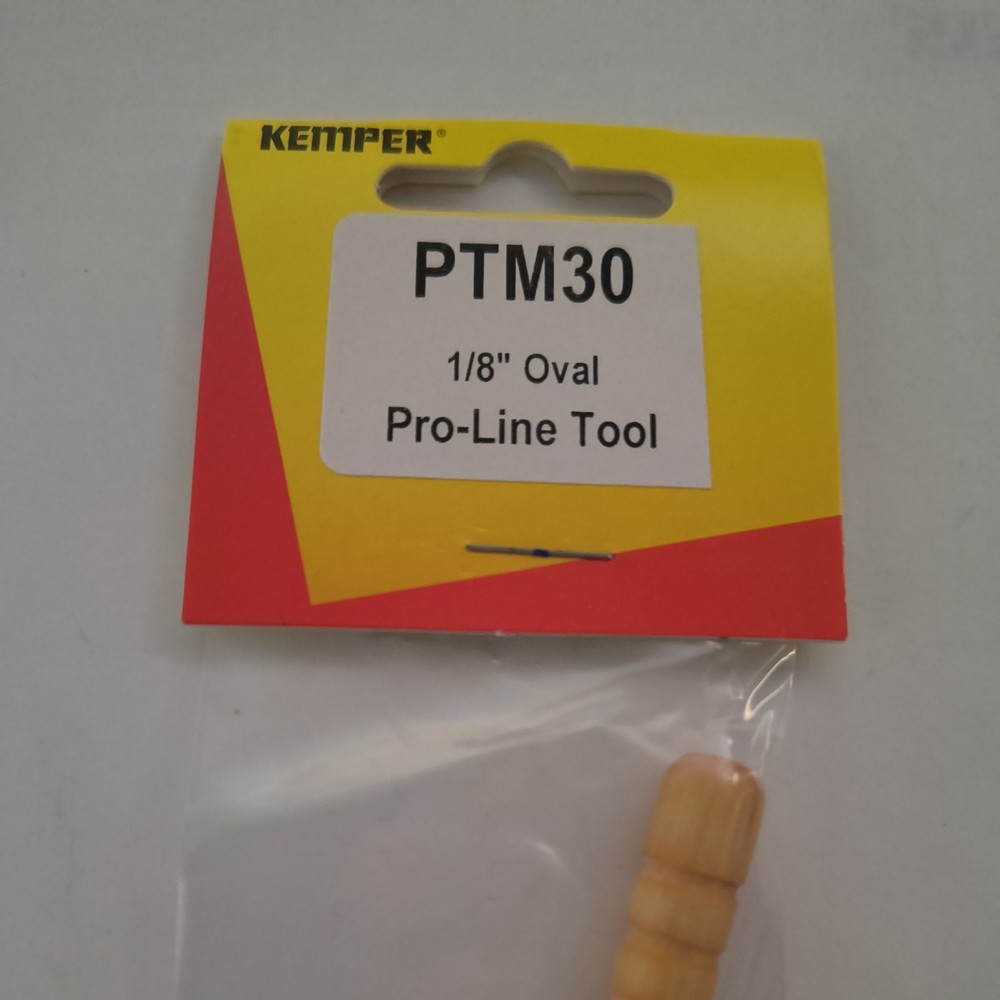 KEMPER®
PTM30
1/8" Oval
Pro-Line Tool